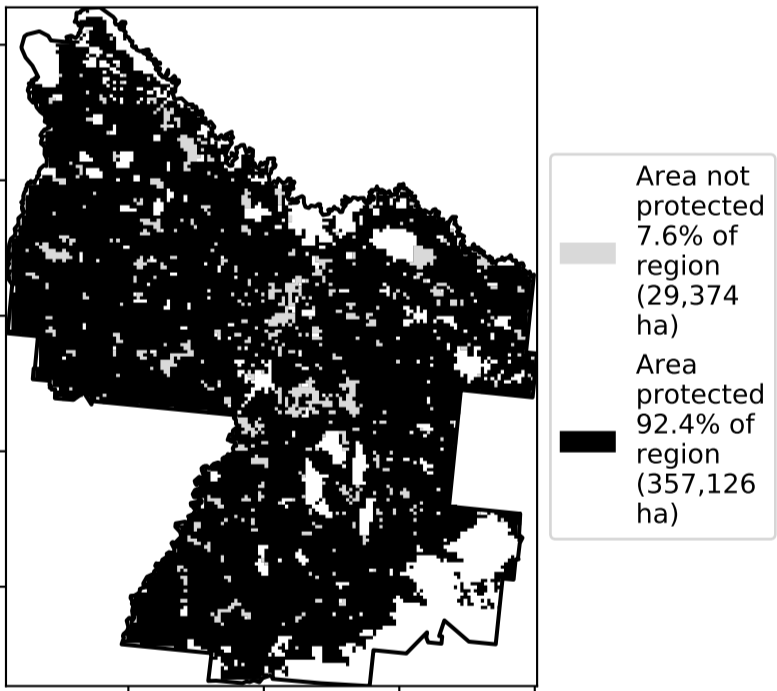 Area not
protected
7.6% of
region
(29,374
ha)
Area
protected
92.4% of
region
(357,126
ha)